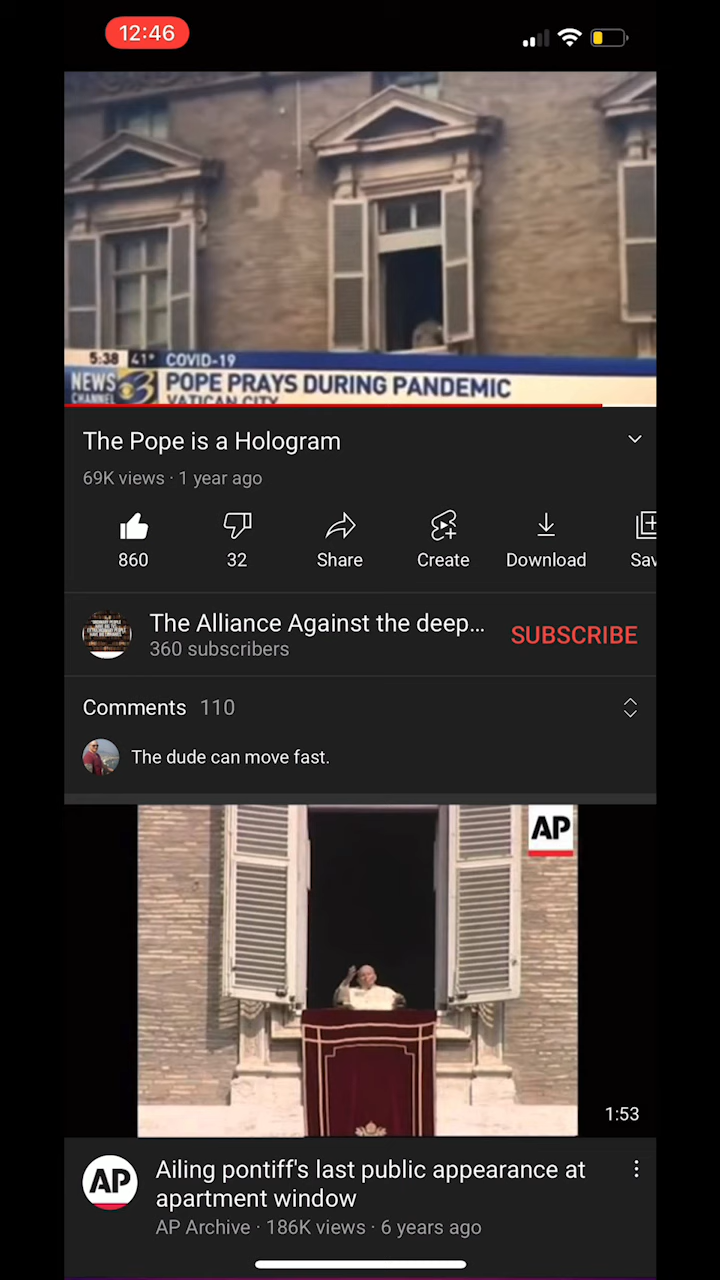 12:46
5:38 41° COVID-19
NEWS 3 POPE PRAYS DURING PANDEMIC
CHANNEL VATICAN CITY
The Pope is a Hologram
69K views · 1 year ago
860
32
Share
Create
Download
Sav
The Alliance Against the deep...
SUBSCRIBE
360 subscribers
Comments 110
The dude can move fast.
AP
1:53
AP
Ailing pontiff's last public appearance at
apartment window
AP Archive · 186K views · 6 years ago